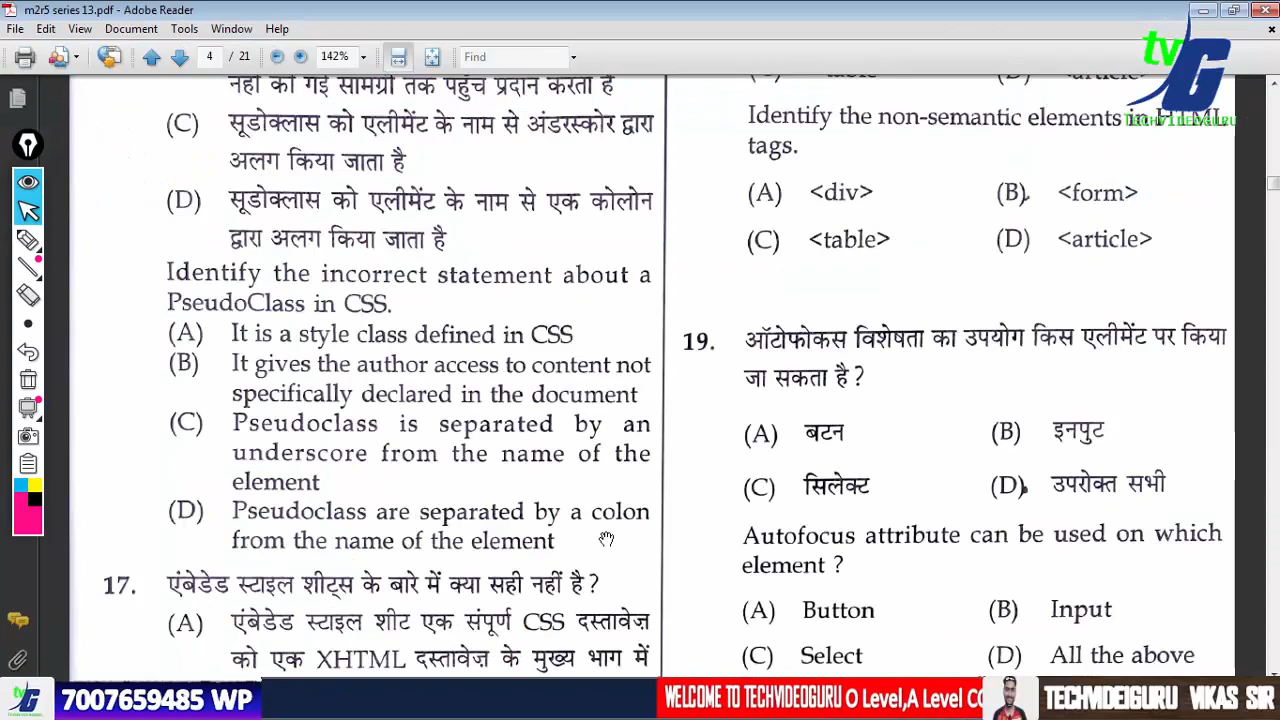 m2r5 series 13.pdf - Adobe Reader
File Edit View Document Tools Window Help
4 / 21 142% Find
नहीं की गई सामग्री तक पहुँच प्रदान करता है
(C) सूडोक्लास को एलीमेंट के नाम से अंडरस्कोर द्वारा
अलग किया जाता है
(D) सूडोक्लास को एलीमेंट के नाम से एक कोलोन
द्वारा अलग किया जाता है
Identify the incorrect statement about a
PseudoClass in CSS.
(A) It is a style class defined in CSS
(B) It gives the author access to content not
specifically declared in the document
(C) Pseudoclass is separated by an
underscore from the name of the
element
(D) Pseudoclass are separated by a colon
from the name of the element
17. एंबेडेड स्टाइल शीट्स के बारे में क्या सही नहीं है ?
(A) एंबेडेड स्टाइल शीट एक संपूर्ण CSS दस्तावेज़
को एक XHTML दस्तावेज़ के मुख्य भाग में
(C) <table> (D) <article>
Identify the non-semantic elements in HTML
tags.
(A) <div> (B) <form>
(C) <table> (D) <article>
19. ऑटोफोकस विशेषता का उपयोग किस एलीमेंट पर किया
जा सकता है ?
(A) बटन (B) इनपुट
(C) सिलेक्ट (D) उपरोक्त सभी
Autofocus attribute can be used on which
element ?
(A) Button (B) Input
(C) Select (D) All the above
tv G
TECHVIDEOGURU
7007659485 WP
WELCOME TO TECHVIDEOGURU O Level,A Level CC
TECHVIDEIGURU VIKAS SIR